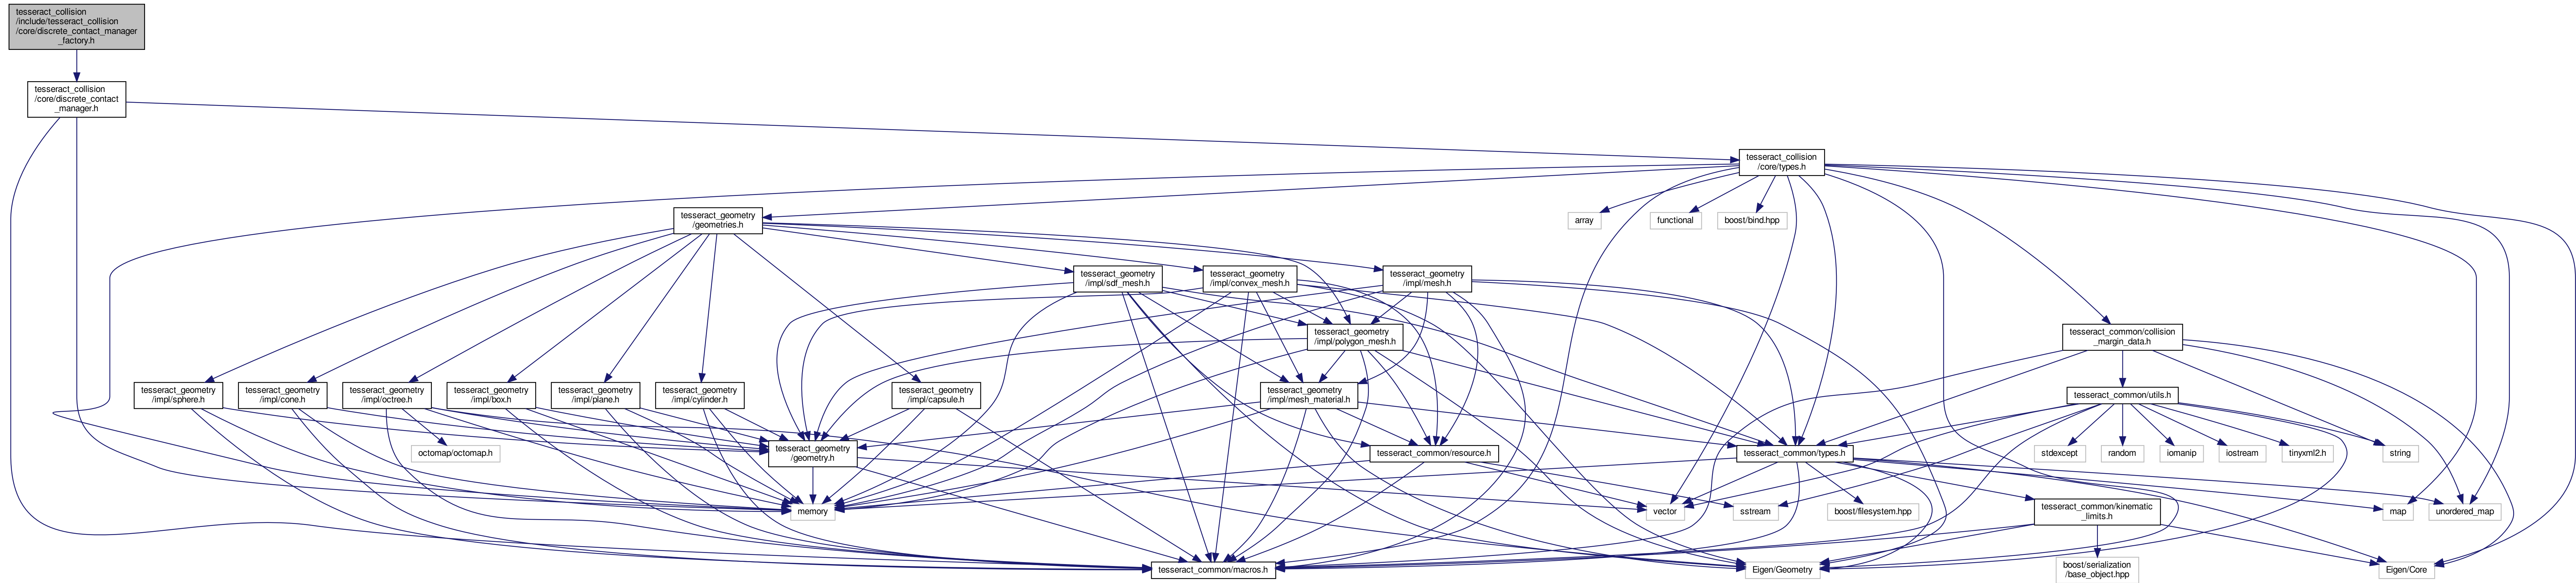 tesseract_collision
/include/tesseract_collision
/core/discrete_contact_manager
_factory.h
tesseract_collision
/core/discrete_contact
_manager.h
tesseract_collision
/core/types.h
tesseract_geometry
/geometries.h
array
functional
boost/bind.hpp
tesseract_geometry
/impl/sdf_mesh.h
tesseract_geometry
/impl/convex_mesh.h
tesseract_geometry
/impl/mesh.h
tesseract_geometry
/impl/polygon_mesh.h
tesseract_common/collision
_margin_data.h
tesseract_geometry
/impl/sphere.h
tesseract_geometry
/impl/cone.h
tesseract_geometry
/impl/octree.h
tesseract_geometry
/impl/box.h
tesseract_geometry
/impl/plane.h
tesseract_geometry
/impl/cylinder.h
tesseract_geometry
/impl/capsule.h
tesseract_geometry
/impl/mesh_material.h
tesseract_common/utils.h
octomap/octomap.h
tesseract_geometry
/geometry.h
tesseract_common/resource.h
tesseract_common/types.h
stdexcept
random
iomanip
iostream
tinyxml2.h
string
memory
vector
sstream
boost/filesystem.hpp
tesseract_common/kinematic
_limits.h
map
unordered_map
tesseract_common/macros.h
Eigen/Geometry
boost/serialization
/base_object.hpp
Eigen/Core